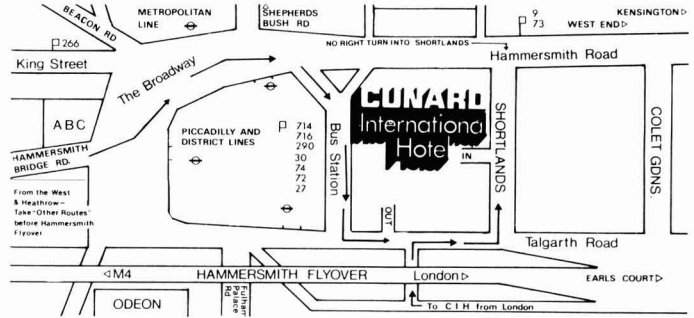 METROPOLITAN
LINE
BEACON RD
SHEPHERDS
BUSH RD
9
73
KENSINGTON
WEST END
266
King Street
NO RIGHT TURN INTO SHORTLANDS
Hammersmith Road
The Broadway
CUNARD
International
Hotel
IN
SHORTLANDS
COLET GDNS.
ABC
HAMMERSMITH
BRIDGE RD.
PICCADILLY AND
DISTRICT LINES
714
716
290
30
74
72
27
Bus Station
OUT
From the West
& Heathrow–
Take "Other Routes"
before Hammersmith
Flyover
Talgarth Road
M4
HAMMERSMITH FLYOVER
London
EARLS COURT
ODEON
Fulham
Palace
Rd
To C I H from London